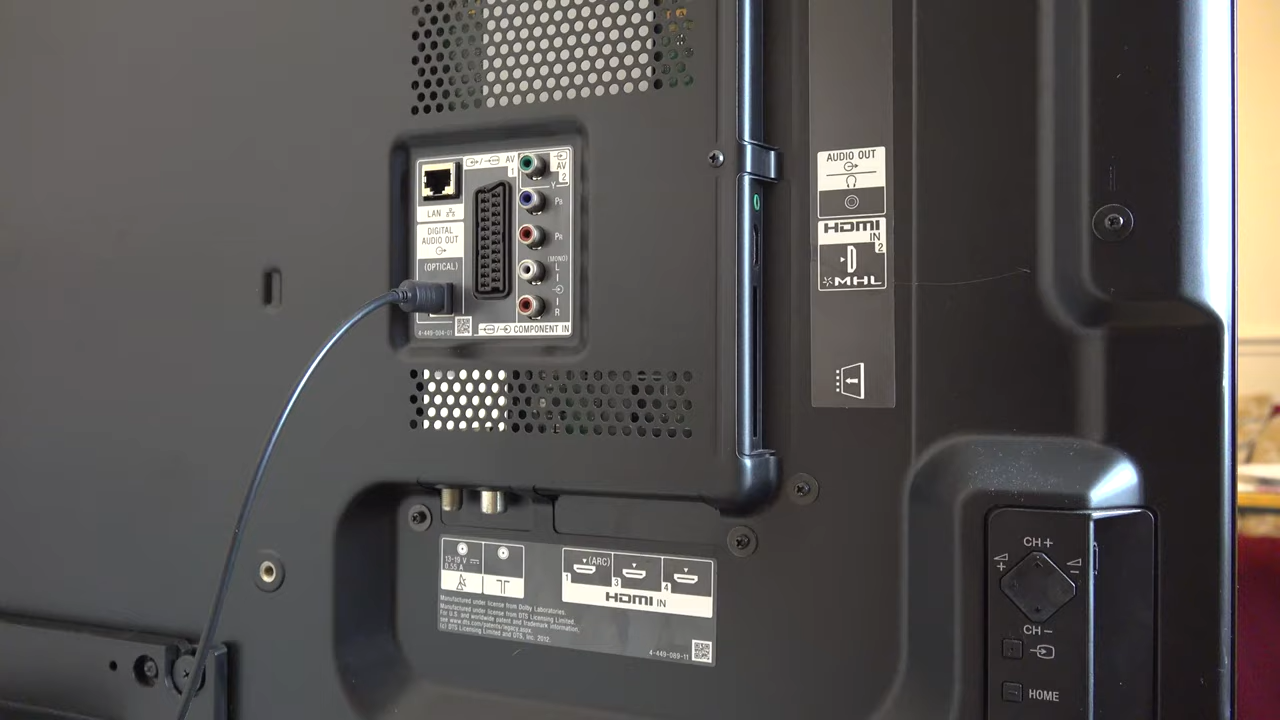 AV 1
AV 2
LAN
Y
PB
DIGITAL
AUDIO OUT
(OPTICAL)
PR
(MONO)
L
R
4-449-004-01
COMPONENT IN
AUDIO OUT
HDMI
IN 2
MHL
13-19 V
0.55 A
(ARC)
1
3
4
HDMI IN
Manufactured under license from Dolby Laboratories.
Manufactured under license from DTS Licensing Limited.
For U.S. and worldwide patent and trademark information,
see www.dts.com/patents/legacy.aspx.
(c) DTS Licensing Limited and DTS, Inc. 2012.
4-449-089-11
CH +
+
−
CH −
HOME